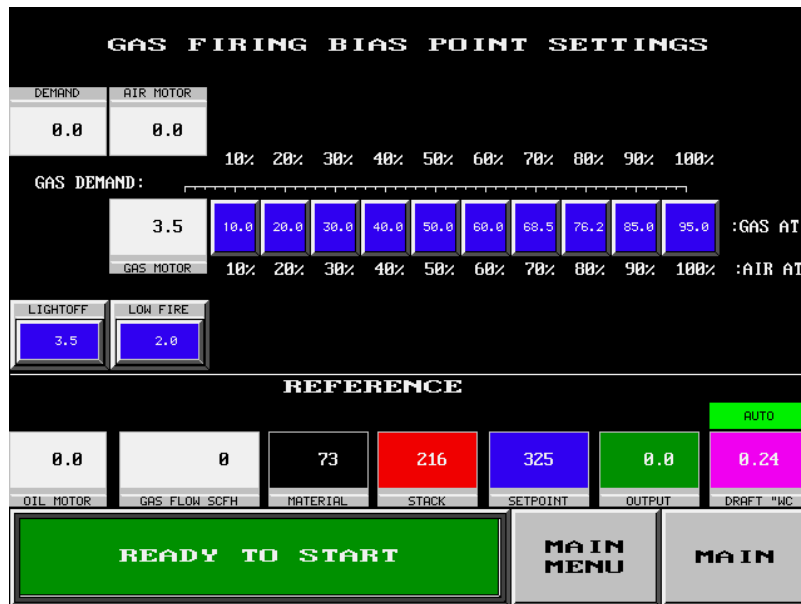 GAS FIRING BIAS POINT SETTINGS
DEMAND AIR MOTOR
0.0 0.0
10% 20% 30% 40% 50% 60% 70% 80% 90% 100%
GAS DEMAND:
3.5 10.0 20.0 30.0 40.0 50.0 60.0 68.5 76.2 85.0 95.0 :GAS AT
GAS MOTOR 10% 20% 30% 40% 50% 60% 70% 80% 90% 100% :AIR AT
LIGHTOFF LOW FIRE
3.5 2.0
REFERENCE
AUTO
0.0 0 73 216 325 0.0 0.24
OIL MOTOR GAS FLOW SCFH MATERIAL STACK SETPOINT OUTPUT DRAFT "WC
READY TO START MAIN MENU MAIN